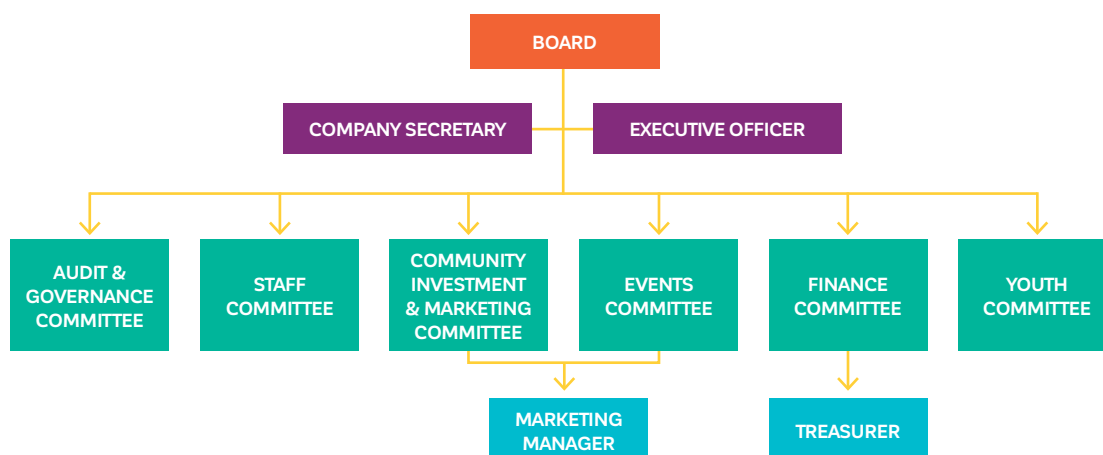 BOARD
COMPANY SECRETARY
EXECUTIVE OFFICER
AUDIT &
GOVERNANCE
COMMITTEE
STAFF
COMMITTEE
COMMUNITY
INVESTMENT
& MARKETING
COMMITTEE
EVENTS
COMMITTEE
FINANCE
COMMITTEE
YOUTH
COMMITTEE
MARKETING
MANAGER
TREASURER